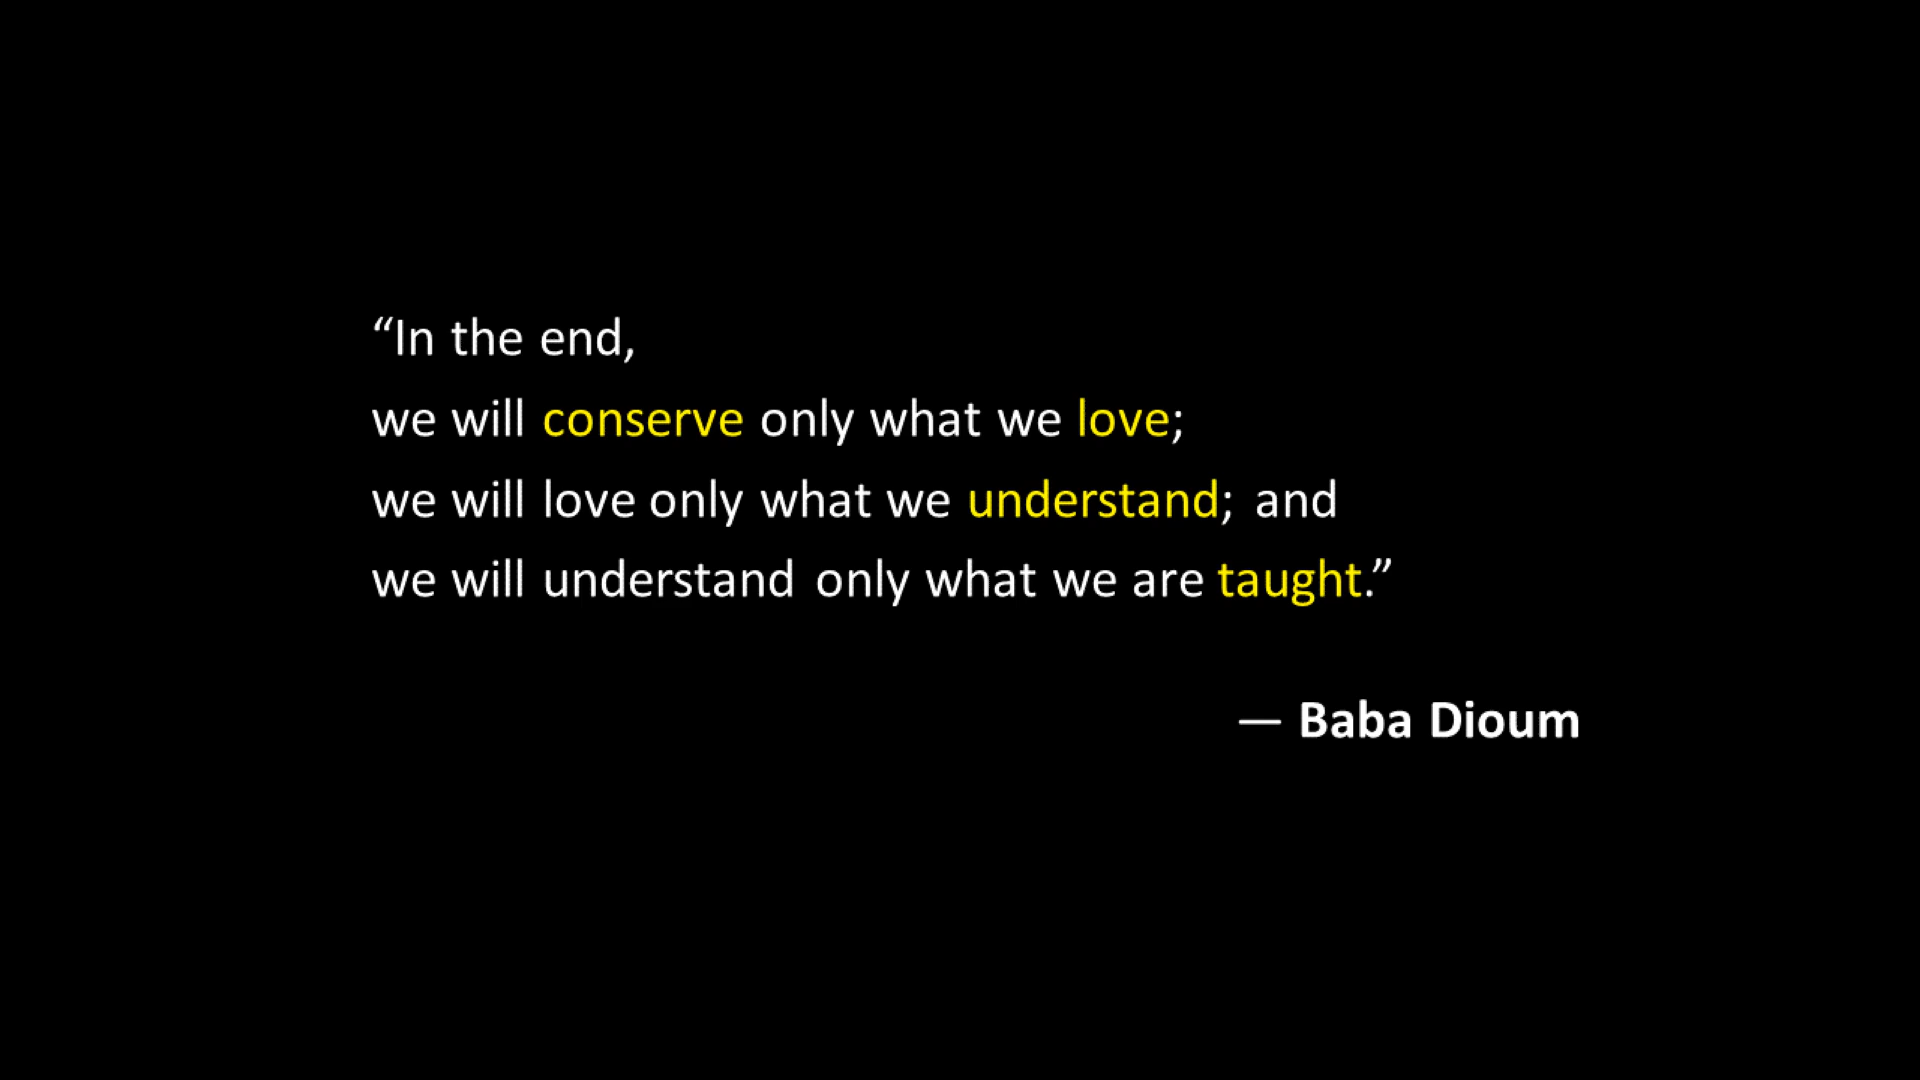 “In the end,
we will conserve only what we love;
we will love only what we understand; and
we will understand only what we are taught.”
— Baba Dioum